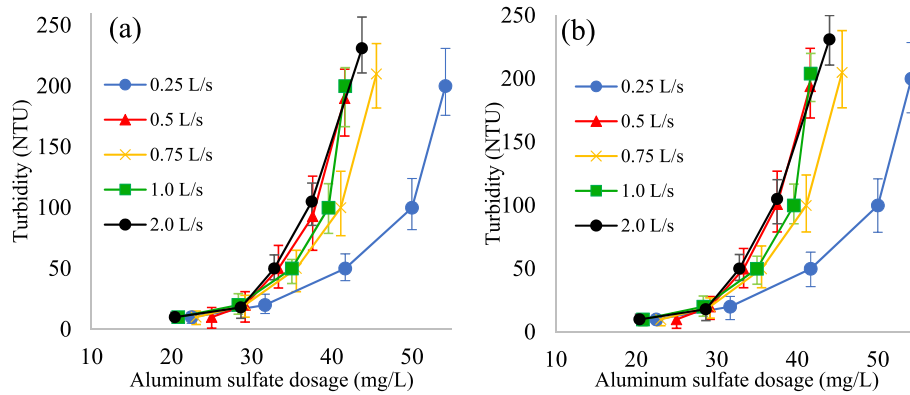 (a)
250
200
150
100
50
0
Turbidity (NTU)
0.25 L/s
0.5 L/s
0.75 L/s
1.0 L/s
2.0 L/s
10 20 30 40 50
Aluminum sulfate dosage (mg/L)
(b)
250
200
150
100
50
0
Turbidity (NTU)
0.25 L/s
0.5 L/s
0.75 L/s
1.0 L/s
2.0 L/s
10 20 30 40 50
Aluminum sulfate dosage (mg/L)